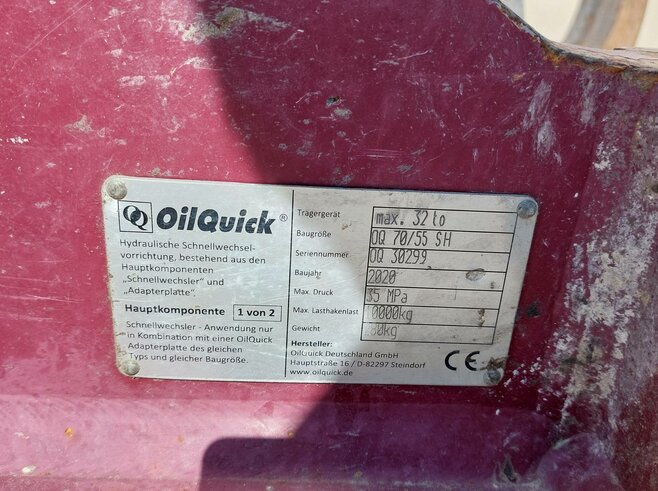 OilQuick®
Hydraulische Schnellwechsel-
vorrichtung, bestehend aus den
Hauptkomponenten
„Schnellwechsler“ und
„Adapterplatte“.
Hauptkomponente 1 von 2
Schnellwechsler - Anwendung nur
in Kombination mit einer OilQuick
Adapterplatte des gleichen
Typs und gleicher Baugröße.
Trägergerät max. 32 to
Baugröße OQ 70/55 SH
Seriennummer OQ 30299
Baujahr 2020
Max. Druck 35 MPa
Max. Lasthakenlast
Gewicht
Hersteller:
OilQuick Deutschland GmbH
Hauptstraße 16 / D-82297 Steindorf
www.oilquick.de
CE